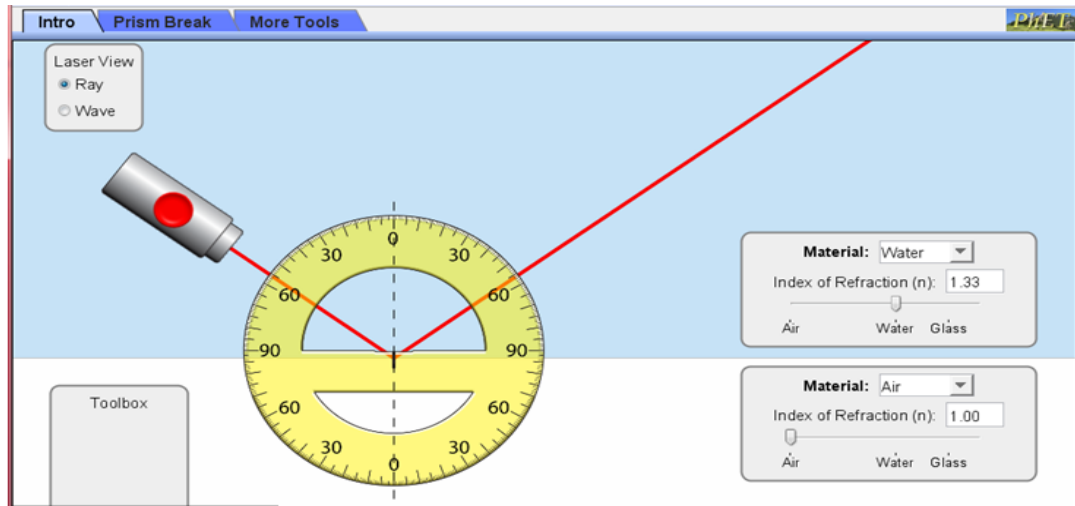 Intro Prism Break More Tools PhET
Laser View
Ray
Wave
Material: Water
Index of Refraction (n): 1.33
Air Water Glass
Material: Air
Index of Refraction (n): 1.00
Air Water Glass
Toolbox
0
30 30
60 60
90 90
60 60
30 30
0